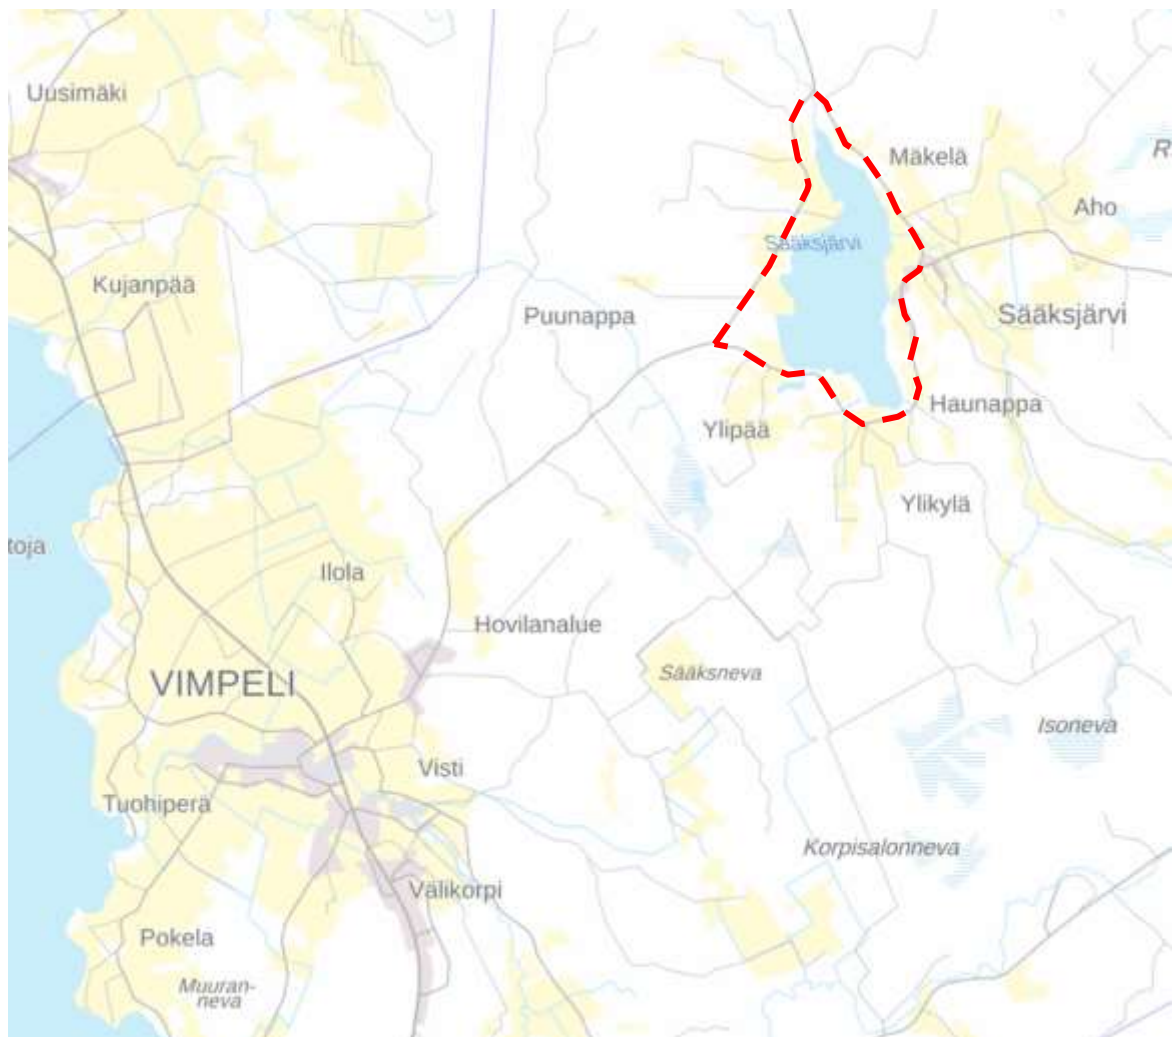 Uusimäki
Mäkelä
R
Aho
Sääksjärvi
Kujanpää
Puunappa
Sääksjärvi
Haunappa
Ylipää
Ylikylä
toja
Ilola
Hovilanalue
Sääksneva
VIMPELI
Isoneva
Visti
Tuohiperä
Korpisalonneva
Välikorpi
Pokela
Muuran-
neva